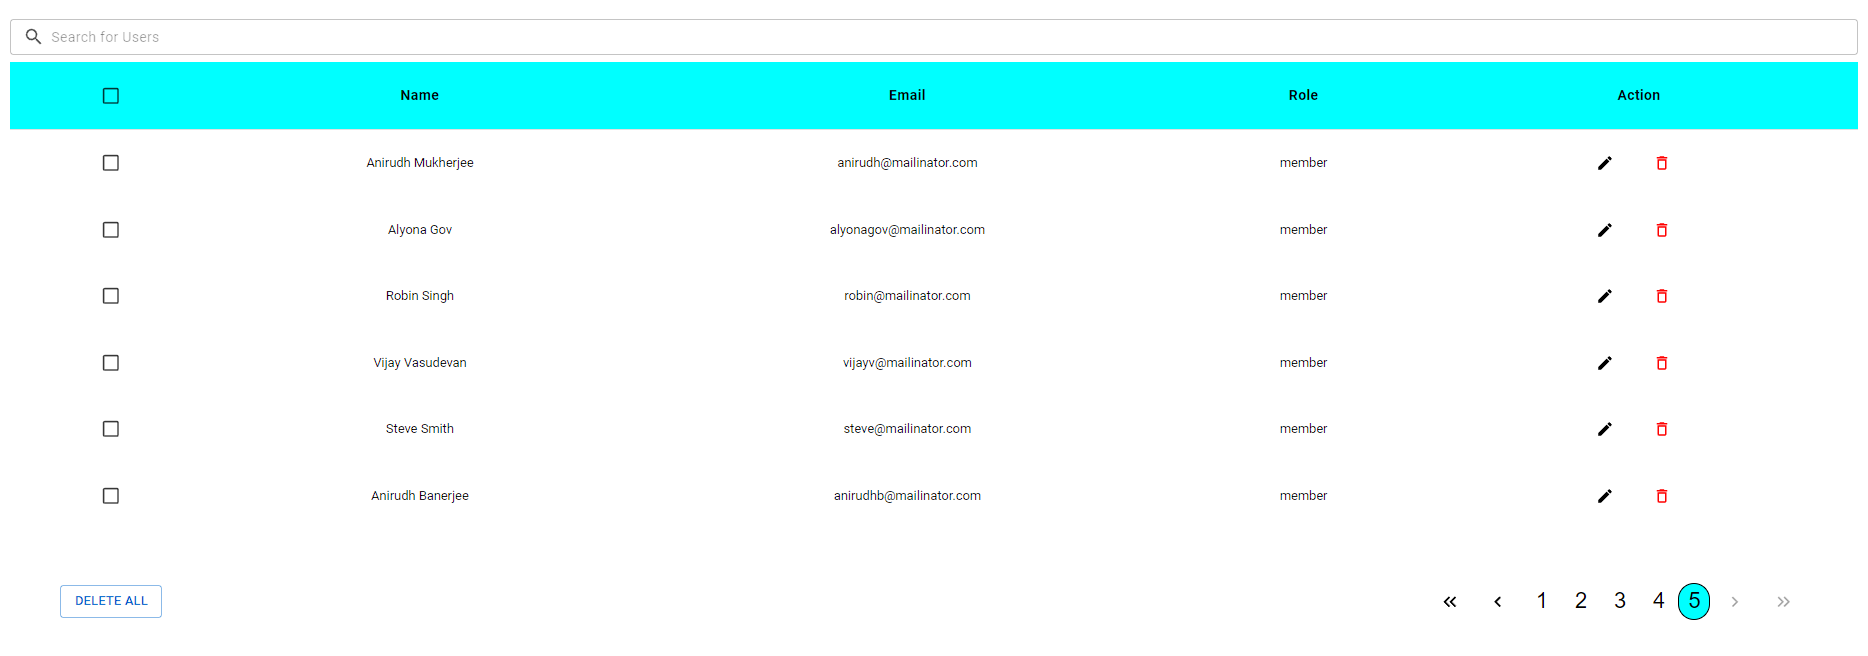 Search for Users
Name Email Role Action
Anirudh Mukherjee anirudh@mailinator.com member
Alyona Gov alyonagov@mailinator.com member
Robin Singh robin@mailinator.com member
Vijay Vasudevan vijayv@mailinator.com member
Steve Smith steve@mailinator.com member
Anirudh Banerjee anirudhb@mailinator.com member
DELETE ALL 1 2 3 4 5